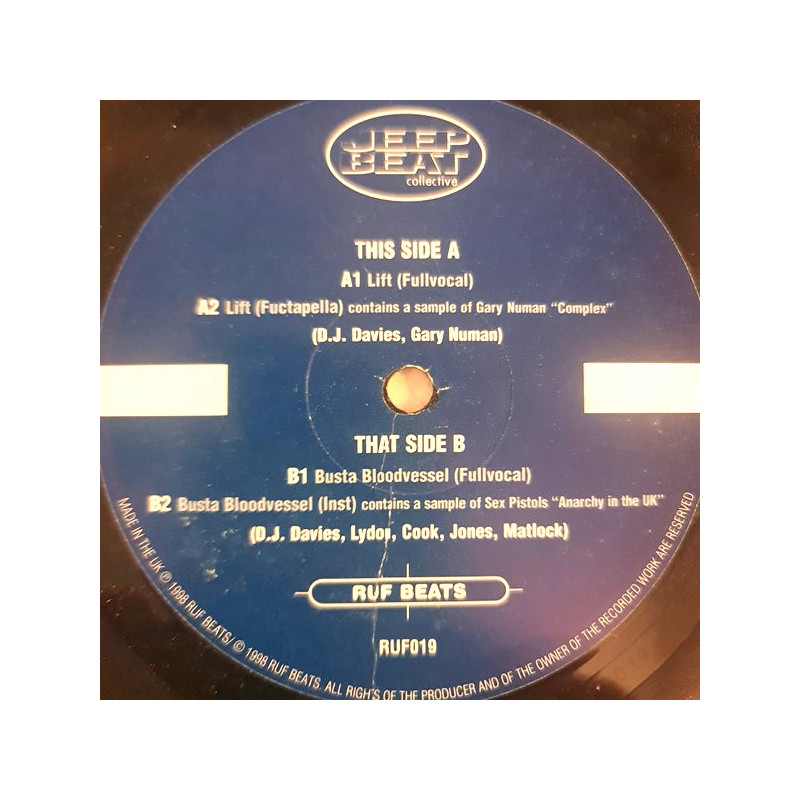 JEEP
BEAT
collective
THIS SIDE A
A1 Lift (Fullvocal)
A2 Lift (Fuctapella) contains a sample of Gary Numan "Complex"
(D.J. Davies, Gary Numan)
THAT SIDE B
B1 Busta Bloodvessel (Fullvocal)
B2 Busta Bloodvessel (Inst) contains a sample of Sex Pistols "Anarchy in the UK"
(D.J. Davies, Lydon, Cook, Jones, Matlock)
RUF BEATS
RUF019
MADE IN THE UK ℗ 1998 RUF BEATS/ © 1998 RUF BEATS. ALL RIGH'S OF THE PRODUCER AND OF THE OWNER OF THE RECORDED WORK ARE RESERVED